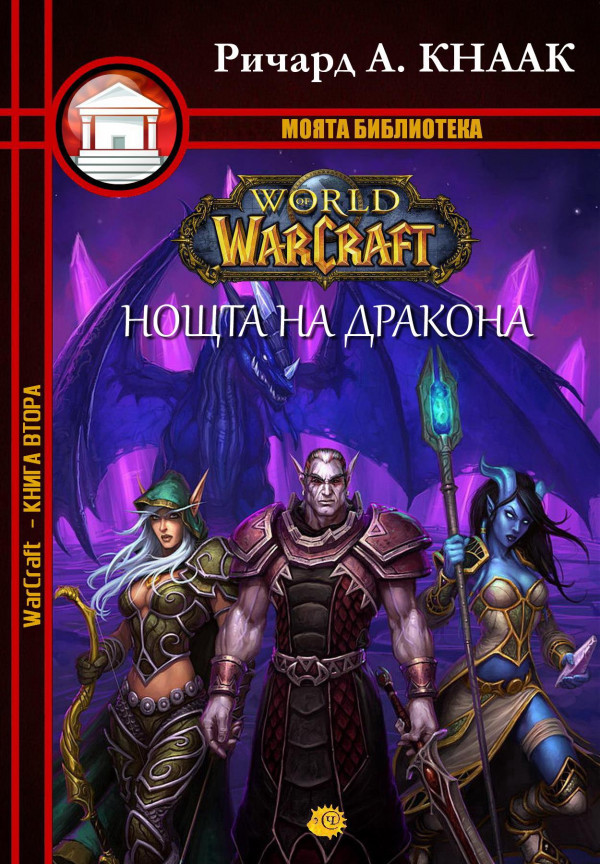 Ричард А. КНААК
МОЯТА БИБЛИОТЕКА
WORLD
OF
WARCRAFT
НОЩТА НА ДРАКОНА
WarCraft - КНИГА ВТОРА